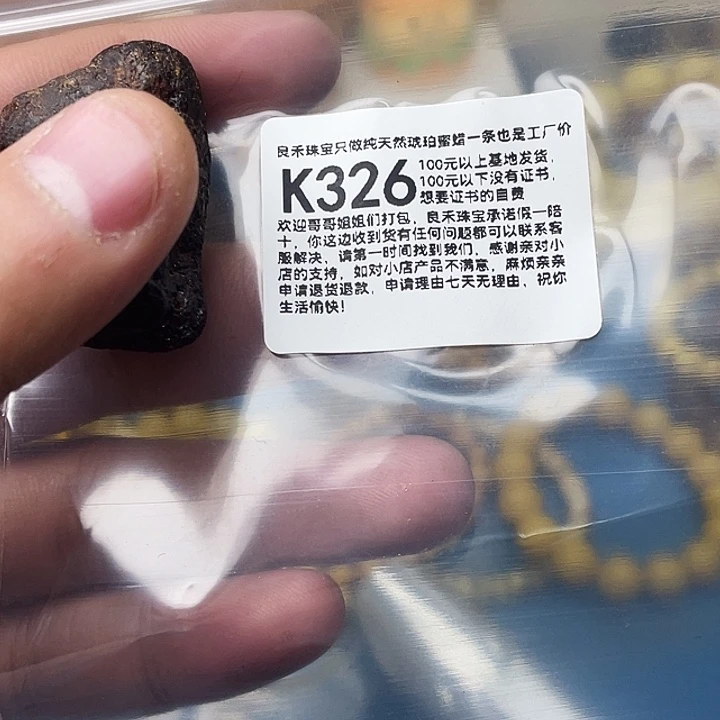 良禾珠宝只做纯天然琥珀蜜蜡一条也是工厂价
K326
100元以上基地发货，
100元以下没有证书，
想要证书的自费
欢迎哥哥姐姐们打包，良禾珠宝承诺假一陪
十，你这边收到货有任何问题都可以联系客
服解决，请第一时间找到我们，感谢亲对小
店的支持，如对小店产品不满意，麻烦亲亲
申请退货退款，申请理由七天无理由，祝你
生活愉快！